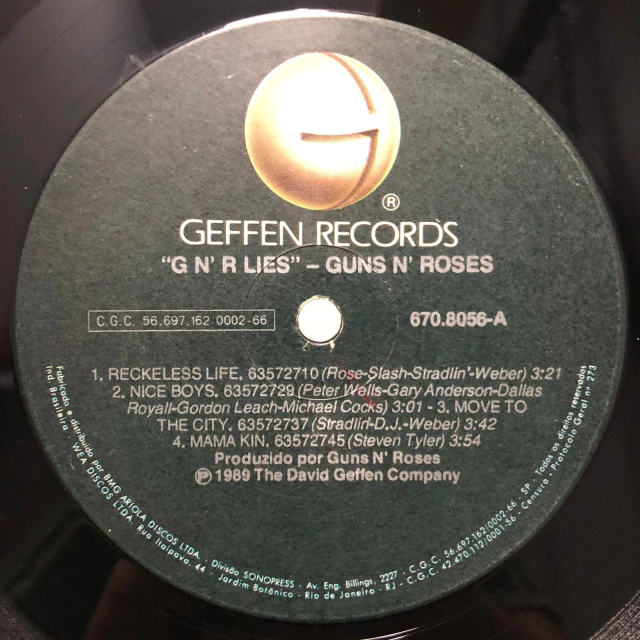 ®
GEFFEN RECORDS
"G N' R LIES" – GUNS N' ROSES
C.G.C. 56.697.162/0002-66
670.8056-A
1. RECKELESS LIFE, 63572710 (Rose-Slash-Stradlin'-Weber) 3:21
2. NICE BOYS, 63572729 (Peter Wells-Gary Anderson-Dallas
Royall-Gordon Leach-Michael Cocks) 3:01 - 3. MOVE TO
THE CITY. 63572737 (Stradlin'-D.J.-Weber) 3:42
4. MAMA KIN, 63572745 (Steven Tyler) 3:54
Produzido por Guns N' Roses
℗ 1989 The David Geffen Company
Fabricado e distribuido por BMG ARIOLA DISCOS LTDA. - Divisão SONOPRESS - Av. Eng. Billings, 2227 - C.G.C. 56.697.162/0002-66 - SP - Todos os direitos reservados
Ind. Brasileira - WEA DISCOS LTDA. Rua Itaipava, 44 - Jardim Botânico - Rio de Janeiro - RJ - C.G.C. 42.470.112/0001-56 - Censura - Protocolo Geral nº 273